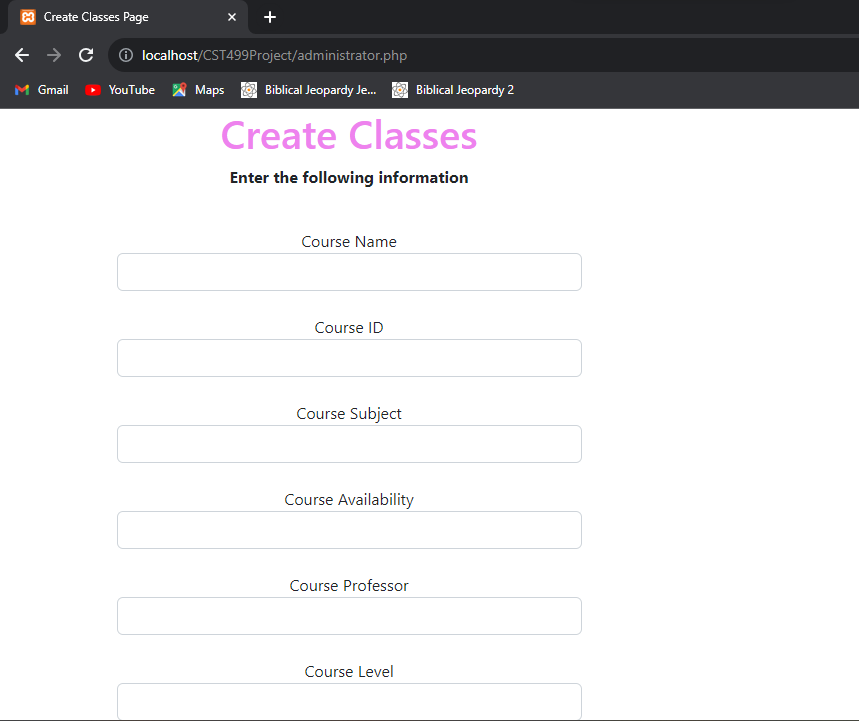 Create Classes Page
localhost/CST499Project/administrator.php
Gmail YouTube Maps Biblical Jeopardy Je... Biblical Jeopardy 2
Create Classes
Enter the following information
Course Name
Course ID
Course Subject
Course Availability
Course Professor
Course Level